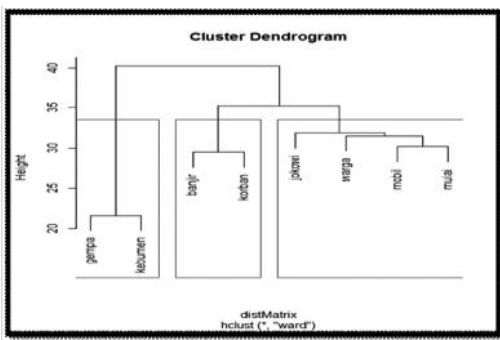 Cluster Dendrogram
Height
40
35
30
25
20
gempa
kebumen
banjir
korban
jokowi
warga
mobil
mulai
distMatrix
hclust (*, "ward")